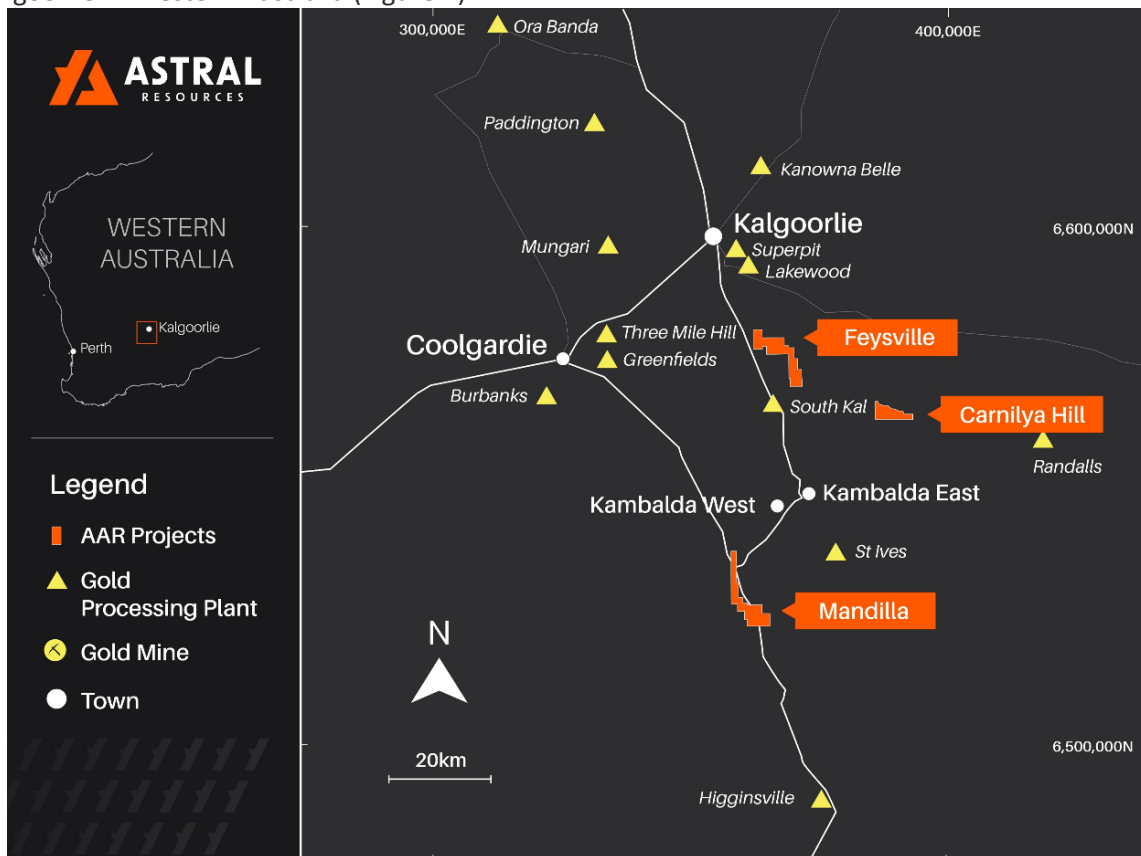 ASTRAL
RESOURCES
WESTERN
AUSTRALIA
Kalgoorlie
Perth
Legend
AAR Projects
Gold
Processing Plant
Gold Mine
Town
300,000E
Ora Banda
400,000E
Paddington
Kanowna Belle
Kalgoorlie
6,600,000N
Mungari
Superpit
Lakewood
Three Mile Hill
Feysville
Coolgardie
Greenfields
Burbanks
South Kal
Carnilya Hill
Randalls
Kambalda West
Kambalda East
St Ives
Mandilla
N
20km
6,500,000N
Higginsville